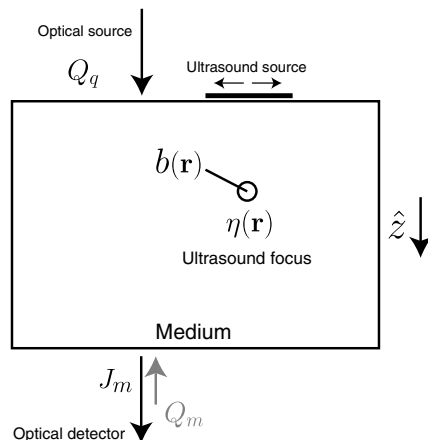 Optical source
Q_q
Ultrasound source
b(r)
η(r)
Ultrasound focus
ẑ
Medium
J_m
Q_m
Optical detector